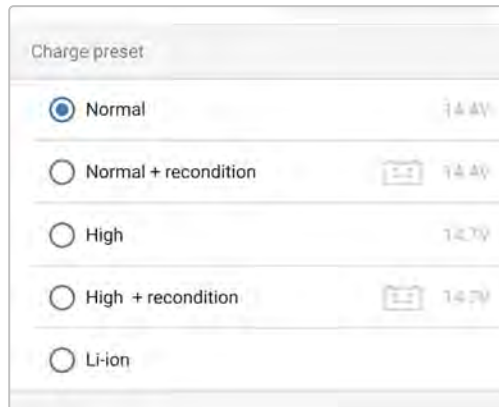 Charge preset
Normal 14.4V
Normal + recondition 14.4V
High 14.7V
High + recondition 14.7V
Li-ion